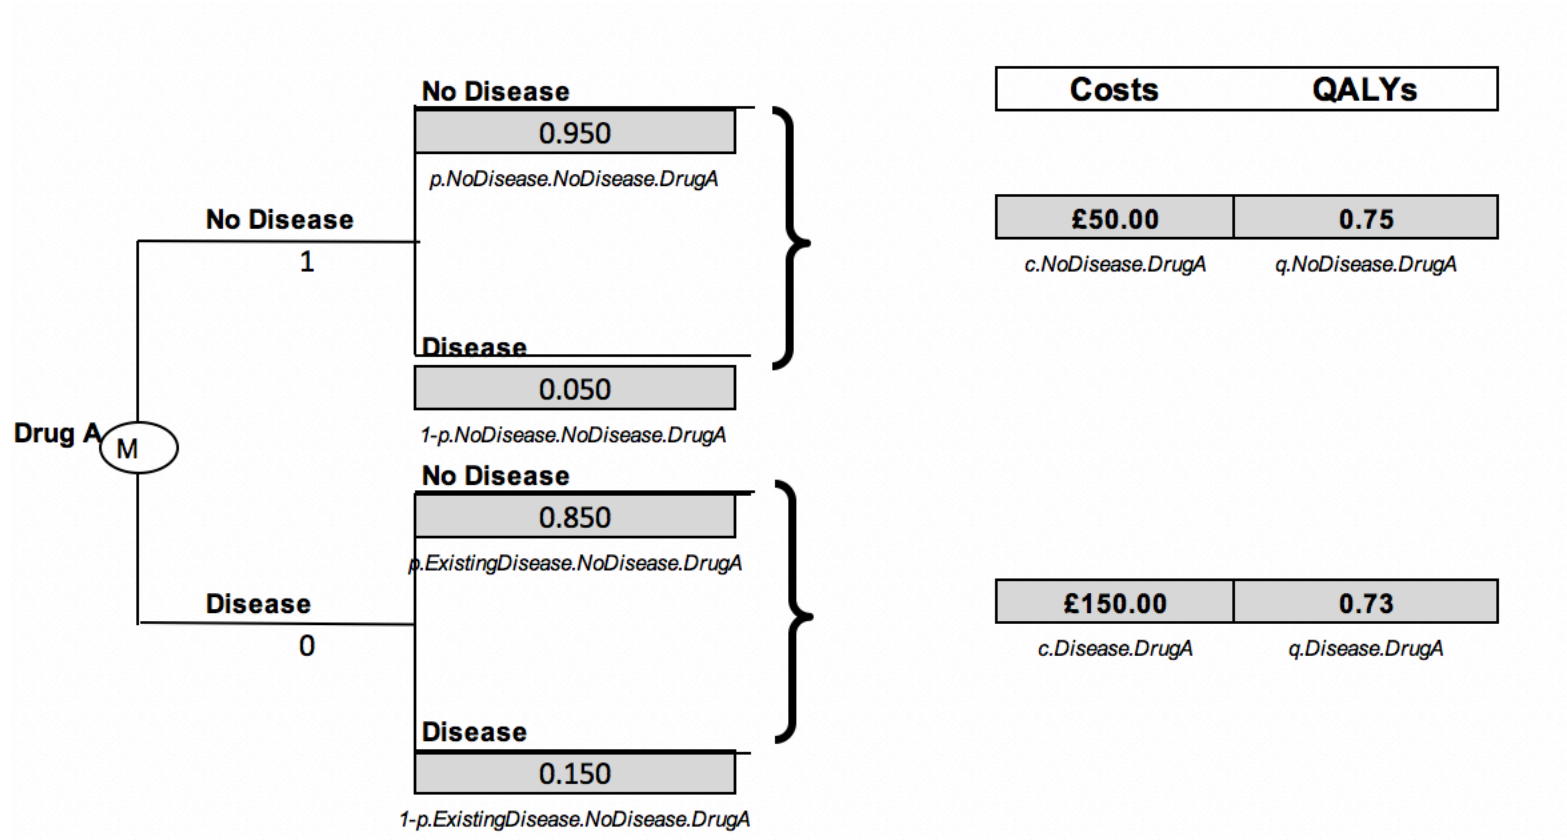 Costs QALYs
No Disease
0.950
p.NoDisease.NoDisease.DrugA
No Disease
1
£50.00 0.75
c.NoDisease.DrugA q.NoDisease.DrugA
Disease
0.050
1-p.NoDisease.NoDisease.DrugA
Drug A
M
No Disease
0.850
p.ExistingDisease.NoDisease.DrugA
Disease
0
£150.00 0.73
c.Disease.DrugA q.Disease.DrugA
Disease
0.150
1-p.ExistingDisease.NoDisease.DrugA